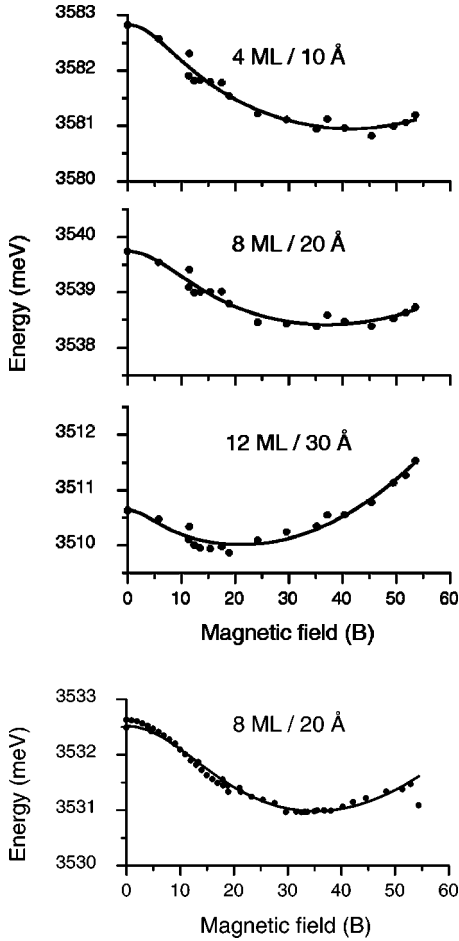 3583
3582
3581
3580
4 ML / 10 Å
3540
3539
3538
8 ML / 20 Å
Energy (meV)
3512
3511
3510
12 ML / 30 Å
0 10 20 30 40 50 60
Magnetic field (B)
3533
3532
3531
3530
8 ML / 20 Å
Energy (meV)
0 10 20 30 40 50 60
Magnetic field (B)